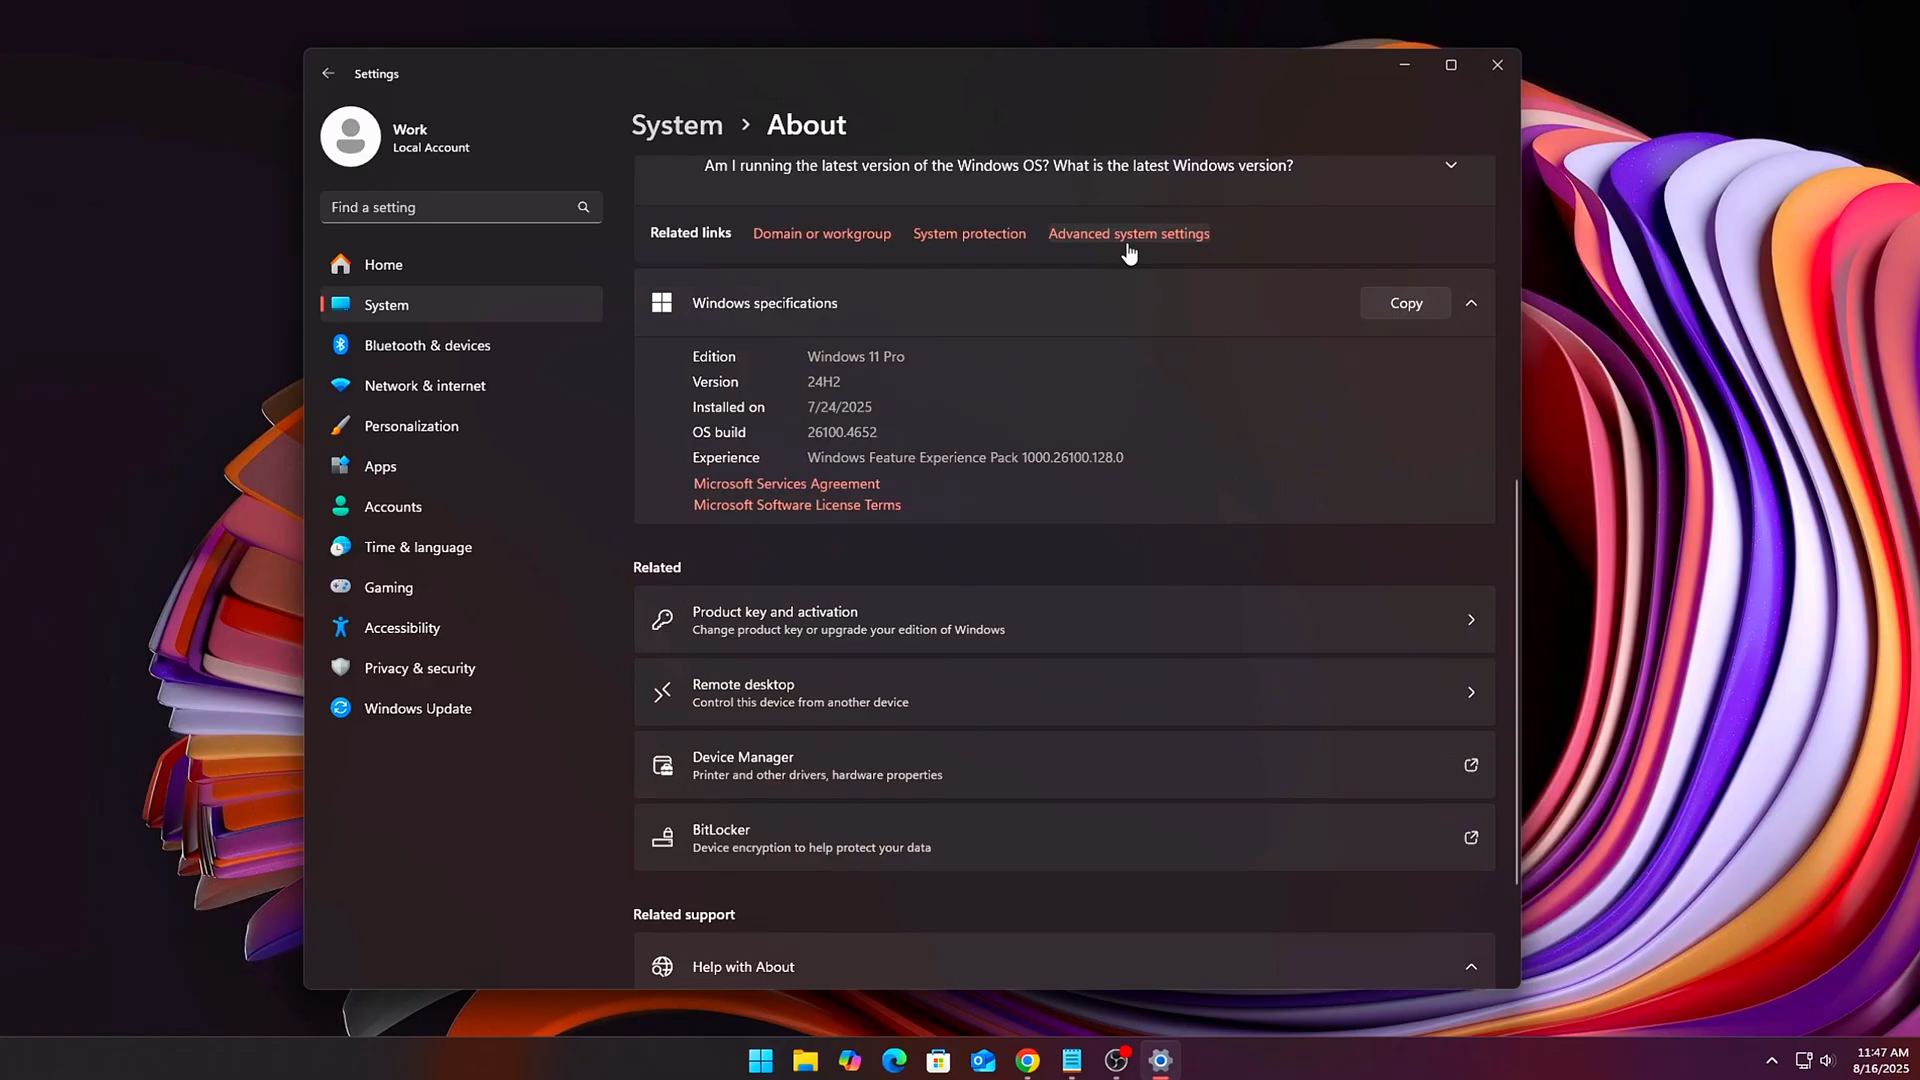 Settings
Work
Local Account
Find a setting
Home
System
Bluetooth & devices
Network & internet
Personalization
Apps
Accounts
Time & language
Gaming
Accessibility
Privacy & security
Windows Update
System > About
Am I running the latest version of the Windows OS? What is the latest Windows version?
Related links Domain or workgroup System protection Advanced system settings
Windows specifications Copy
Edition Windows 11 Pro
Version 24H2
Installed on 7/24/2025
OS build 26100.4652
Experience Windows Feature Experience Pack 1000.26100.128.0
Microsoft Services Agreement
Microsoft Software License Terms
Related
Product key and activation
Change product key or upgrade your edition of Windows
Remote desktop
Control this device from another device
Device Manager
Printer and other drivers, hardware properties
BitLocker
Device encryption to help protect your data
Related support
Help with About
11:47 AM
8/16/2025